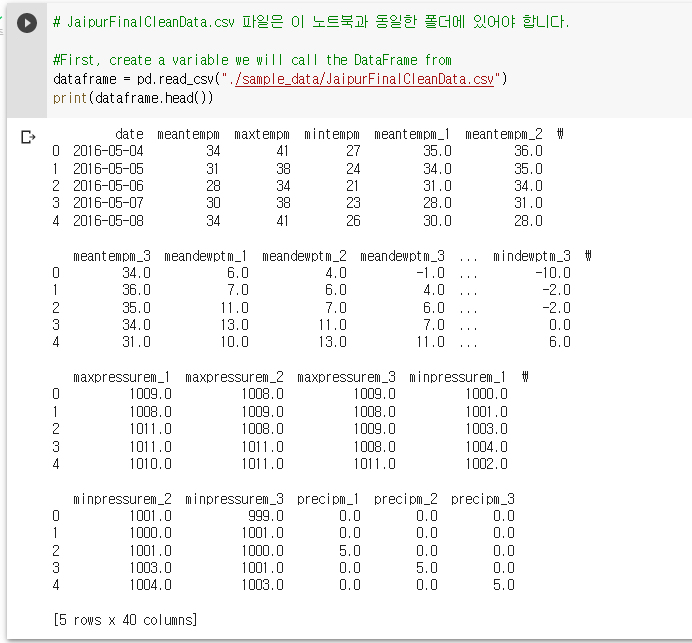 # JaipurFinalCleanData.csv 파일은 이 노트북과 동일한 폴더에 있어야 합니다.
#First, create a variable we will call the DataFrame from
dataframe = pd.read_csv("./sample_data/JaipurFinalCleanData.csv")
print(dataframe.head())
date meantempm maxtempm mintempm meantempm_1 meantempm_2 ₩
0 2016-05-04 34 41 27 35.0 36.0
1 2016-05-05 31 38 24 34.0 35.0
2 2016-05-06 28 34 21 31.0 34.0
3 2016-05-07 30 38 23 28.0 31.0
4 2016-05-08 34 41 26 30.0 28.0
meantempm_3 meandewptm_1 meandewptm_2 meandewptm_3 ... mindewptm_3 ₩
0 34.0 6.0 4.0 -1.0 ... -10.0
1 36.0 7.0 6.0 4.0 ... -2.0
2 35.0 11.0 7.0 6.0 ... -2.0
3 34.0 13.0 11.0 7.0 ... 0.0
4 31.0 10.0 13.0 11.0 ... 6.0
maxpressurem_1 maxpressurem_2 maxpressurem_3 minpressurem_1 ₩
0 1009.0 1008.0 1009.0 1000.0
1 1008.0 1009.0 1008.0 1001.0
2 1011.0 1008.0 1009.0 1003.0
3 1011.0 1011.0 1008.0 1004.0
4 1010.0 1011.0 1011.0 1002.0
minpressurem_2 minpressurem_3 precipm_1 precipm_2 precipm_3
0 1001.0 999.0 0.0 0.0 0.0
1 1000.0 1001.0 0.0 0.0 0.0
2 1001.0 1000.0 5.0 0.0 0.0
3 1003.0 1001.0 0.0 5.0 0.0
4 1004.0 1003.0 0.0 0.0 5.0
[5 rows x 40 columns]